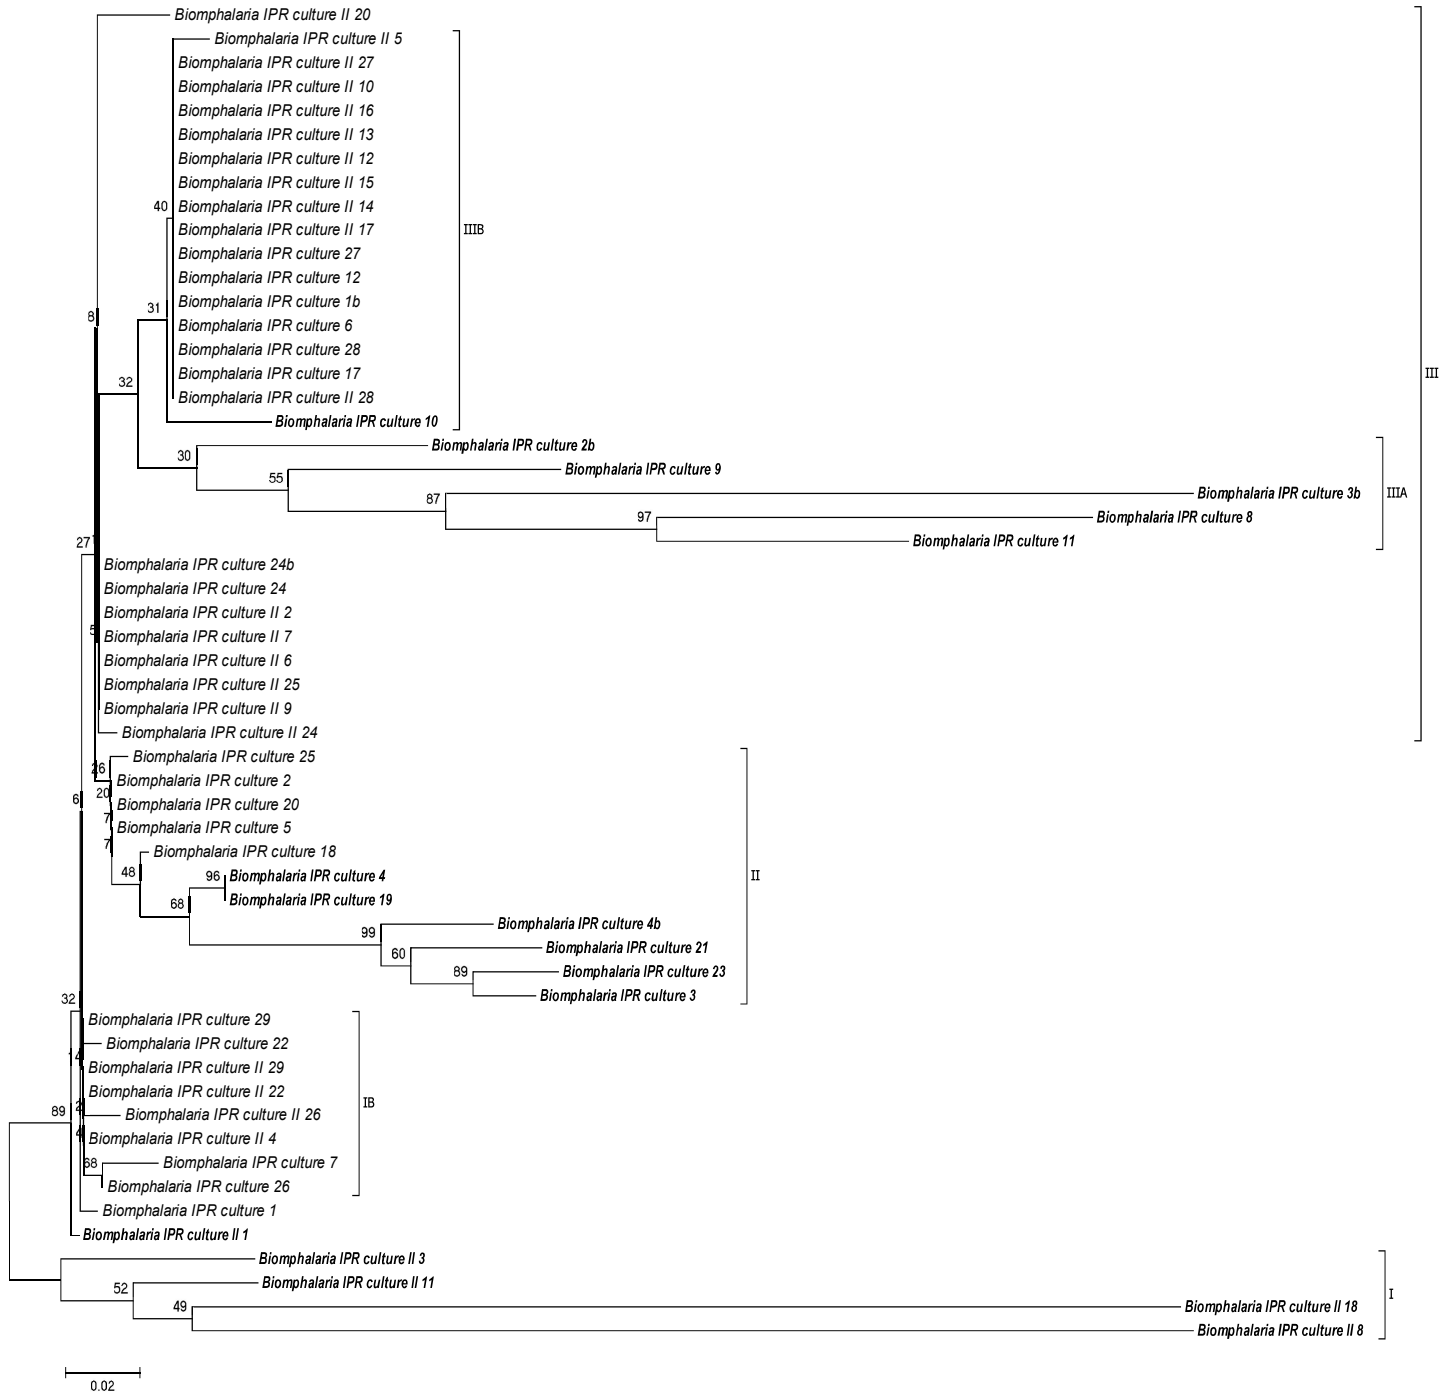 Biomphalaria IPR culture II 20
Biomphalaria IPR culture II 5
Biomphalaria IPR culture II 27
Biomphalaria IPR culture II 10
Biomphalaria IPR culture II 16
Biomphalaria IPR culture II 13
Biomphalaria IPR culture II 12
Biomphalaria IPR culture II 15
40 Biomphalaria IPR culture II 14
Biomphalaria IPR culture II 17 IIIB
Biomphalaria IPR culture 27
Biomphalaria IPR culture 12
31 Biomphalaria IPR culture 1b
8 Biomphalaria IPR culture 6
Biomphalaria IPR culture 28
Biomphalaria IPR culture 17 III
32 Biomphalaria IPR culture II 28
Biomphalaria IPR culture 10
30 Biomphalaria IPR culture 2b
55 Biomphalaria IPR culture 9
87 Biomphalaria IPR culture 3b IIIA
97 Biomphalaria IPR culture 8
27 Biomphalaria IPR culture 11
Biomphalaria IPR culture 24b
Biomphalaria IPR culture 24
Biomphalaria IPR culture II 2
5 Biomphalaria IPR culture II 7
Biomphalaria IPR culture II 6
Biomphalaria IPR culture II 25
Biomphalaria IPR culture II 9
Biomphalaria IPR culture II 24
Biomphalaria IPR culture 25
26 Biomphalaria IPR culture 2
6 20 Biomphalaria IPR culture 20
7 Biomphalaria IPR culture 5
7 Biomphalaria IPR culture 18
48 96 Biomphalaria IPR culture 4 II
68 Biomphalaria IPR culture 19
99 Biomphalaria IPR culture 4b
60 Biomphalaria IPR culture 21
89 Biomphalaria IPR culture 23
32 Biomphalaria IPR culture 3
Biomphalaria IPR culture 29
Biomphalaria IPR culture 22
14 Biomphalaria IPR culture II 29
Biomphalaria IPR culture II 22
89 2 Biomphalaria IPR culture II 26 IB
4 Biomphalaria IPR culture II 4
68 Biomphalaria IPR culture 7
Biomphalaria IPR culture 26
Biomphalaria IPR culture 1
Biomphalaria IPR culture II 1
Biomphalaria IPR culture II 3
52 Biomphalaria IPR culture II 11 I
49 Biomphalaria IPR culture II 18
Biomphalaria IPR culture II 8
0.02